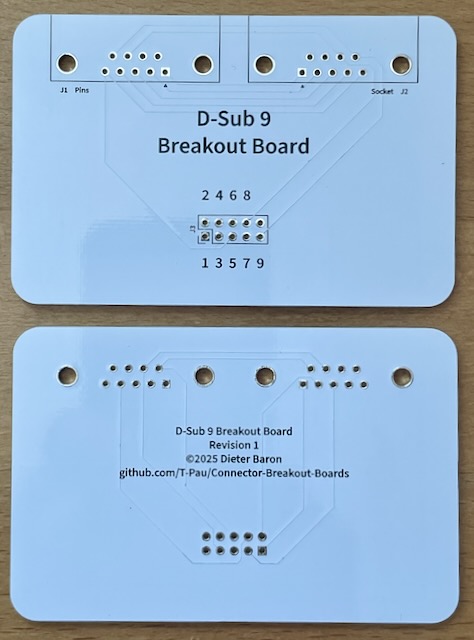 J1 Pins
Socket J2
D-Sub 9
Breakout Board
2 4 6 8
J3
1 3 5 7 9
D-Sub 9 Breakout Board
Revision 1
©2025 Dieter Baron
github.com/T-Pau/Connector-Breakout-Boards